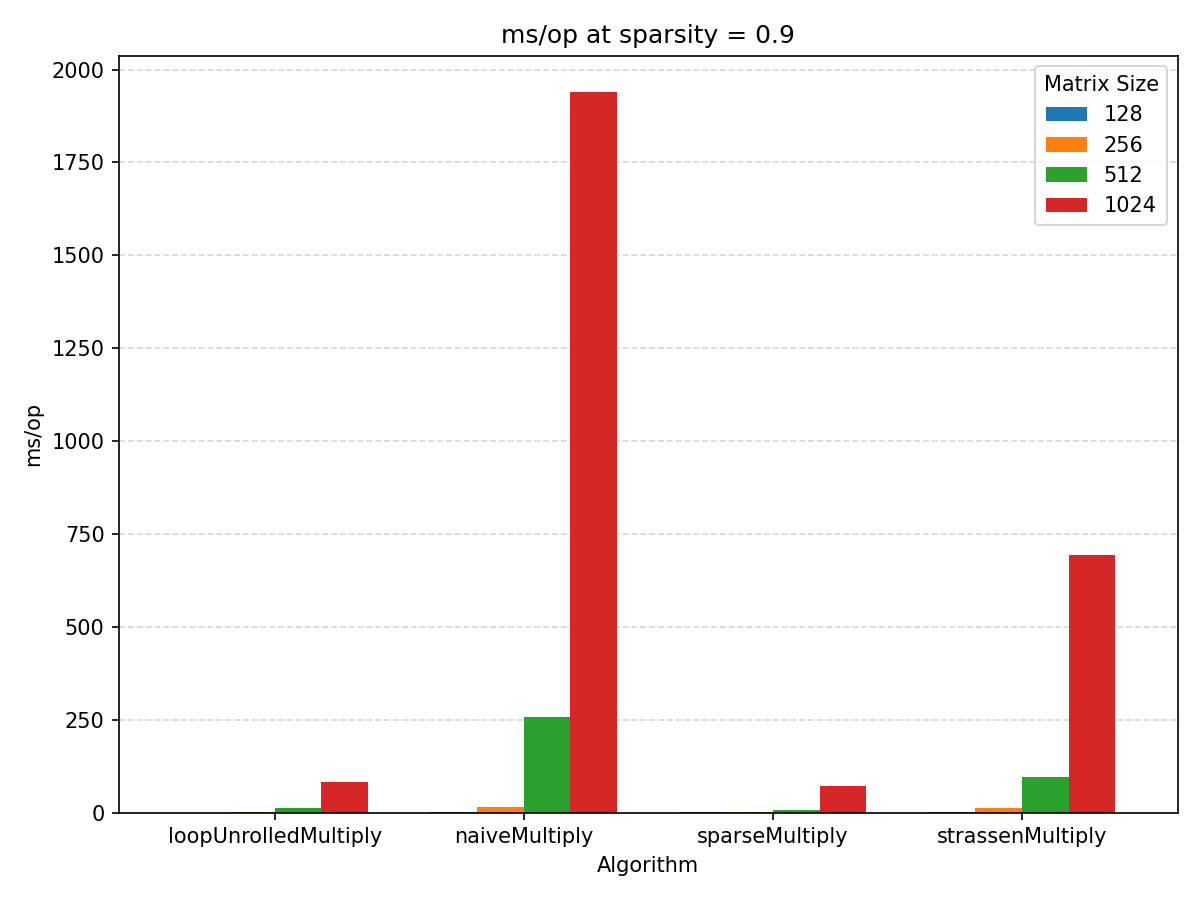 ms/op at sparsity = 0.9
2000
1750
1500
1250
1000
750
500
250
0
ms/op
Matrix Size
128
256
512
1024
loopUnrolledMultiply
naiveMultiply
sparseMultiply
strassenMultiply
Algorithm